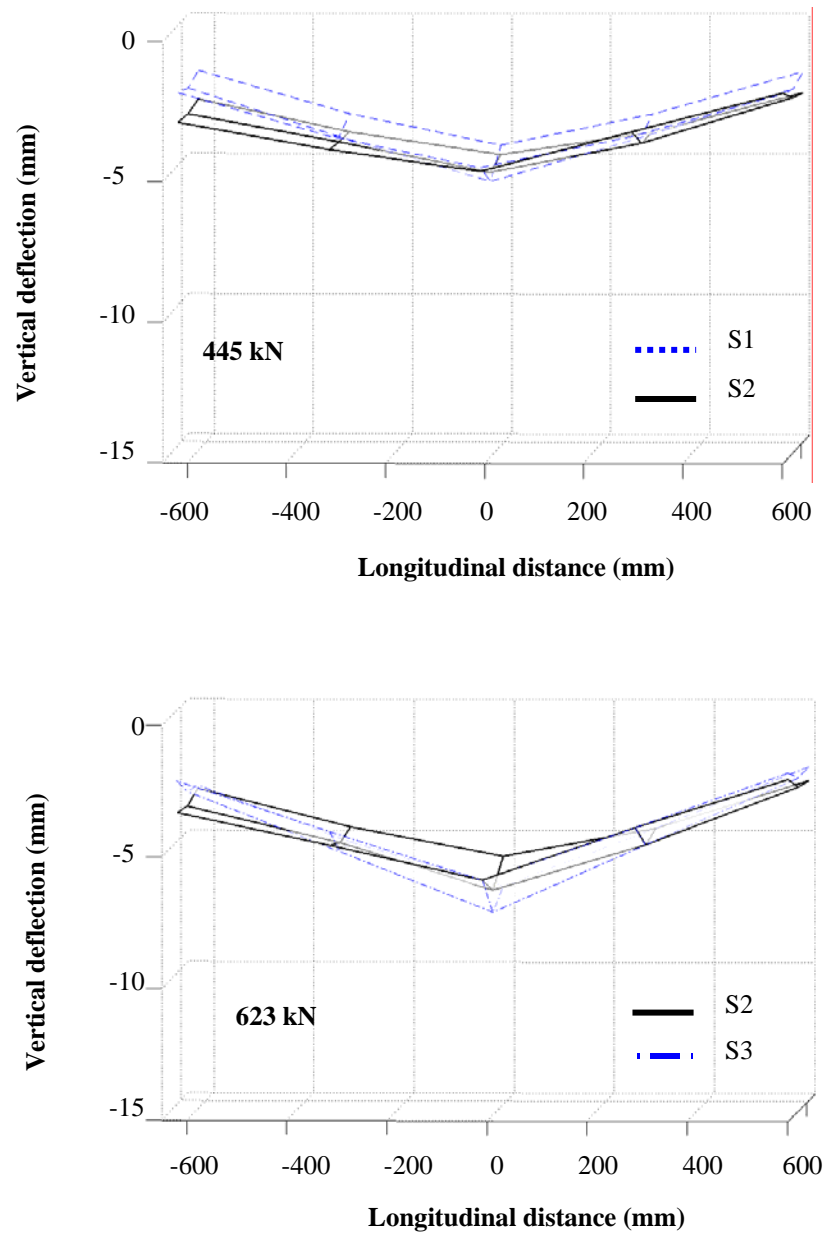 0
-5
-10
-15
Vertical deflection (mm)
445 kN
S1
S2
-600 -400 -200 0 200 400 600
Longitudinal distance (mm)
0
-5
-10
-15
Vertical deflection (mm)
623 kN
S2
S3
-600 -400 -200 0 200 400 600
Longitudinal distance (mm)